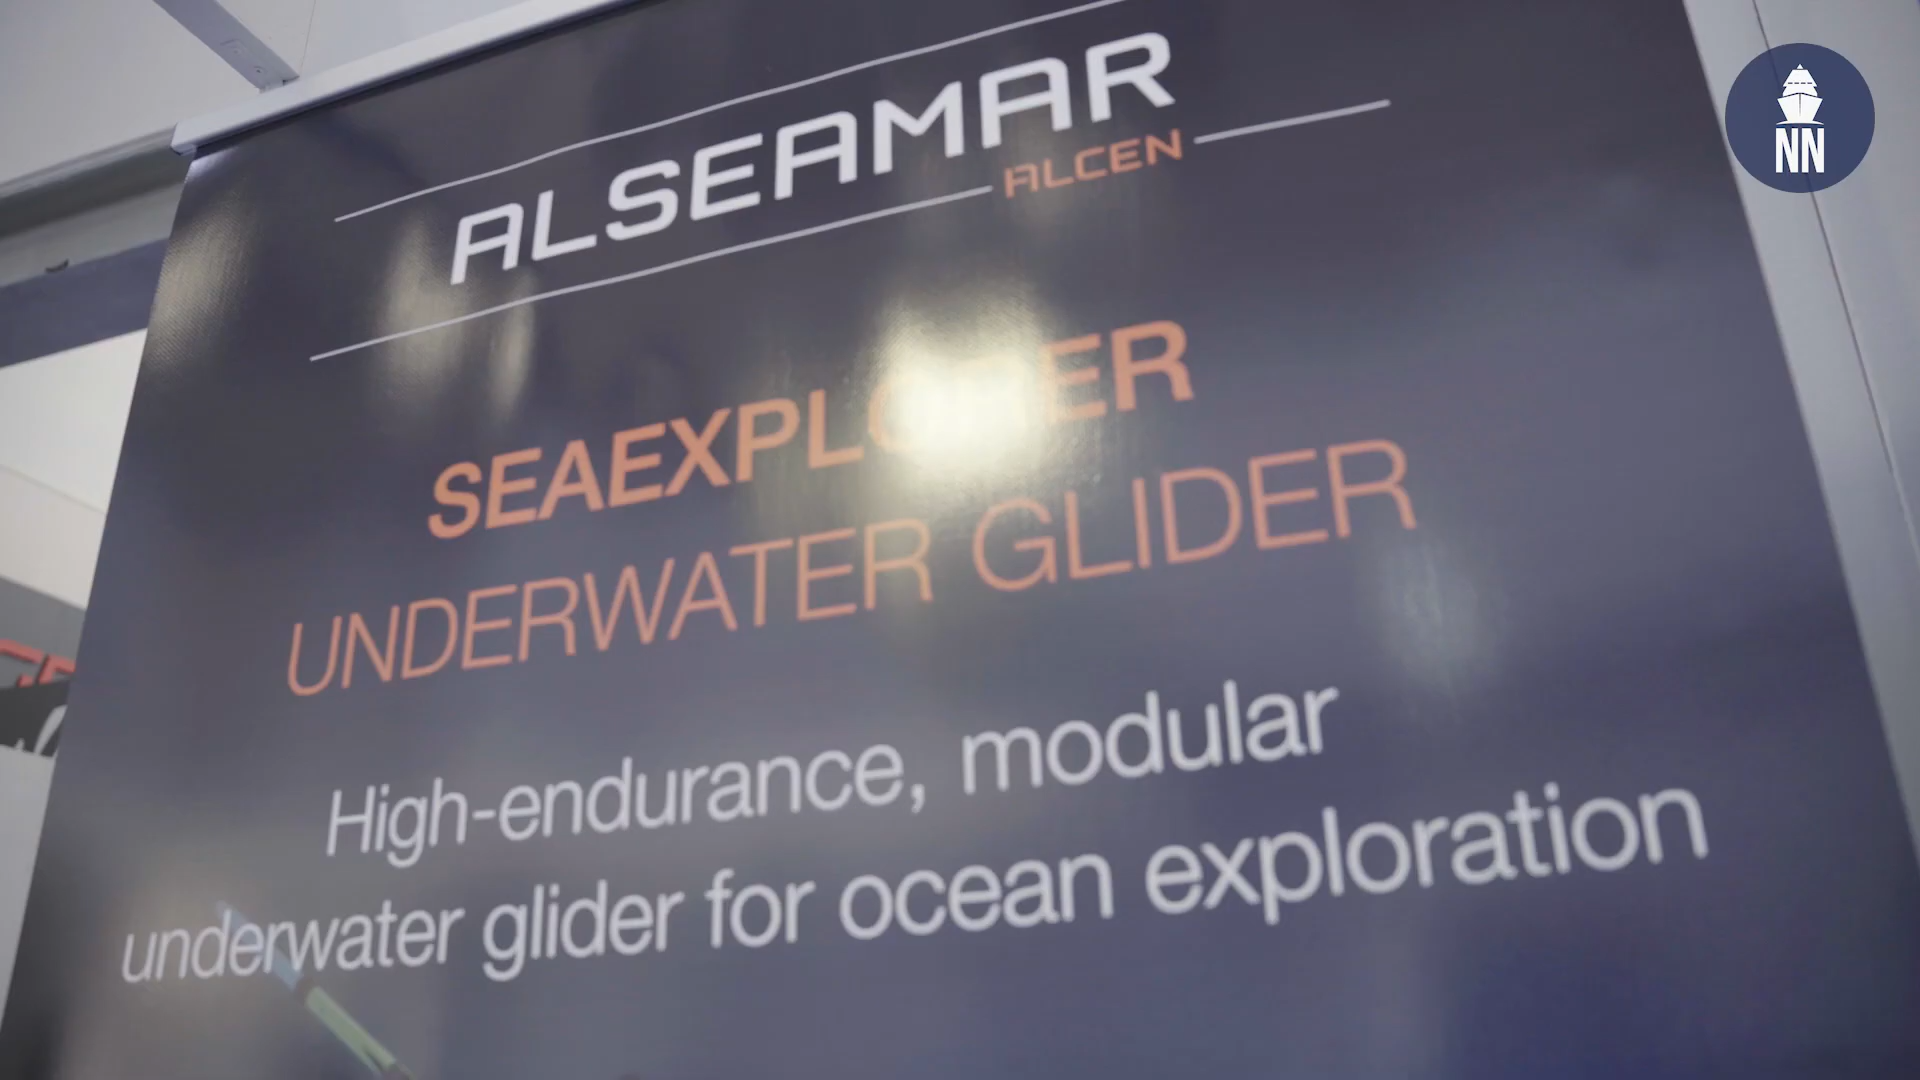 ALSEAMAR
ALCEN
NN
SEAEXPLORER
UNDERWATER GLIDER
High-endurance, modular
underwater glider for ocean exploration